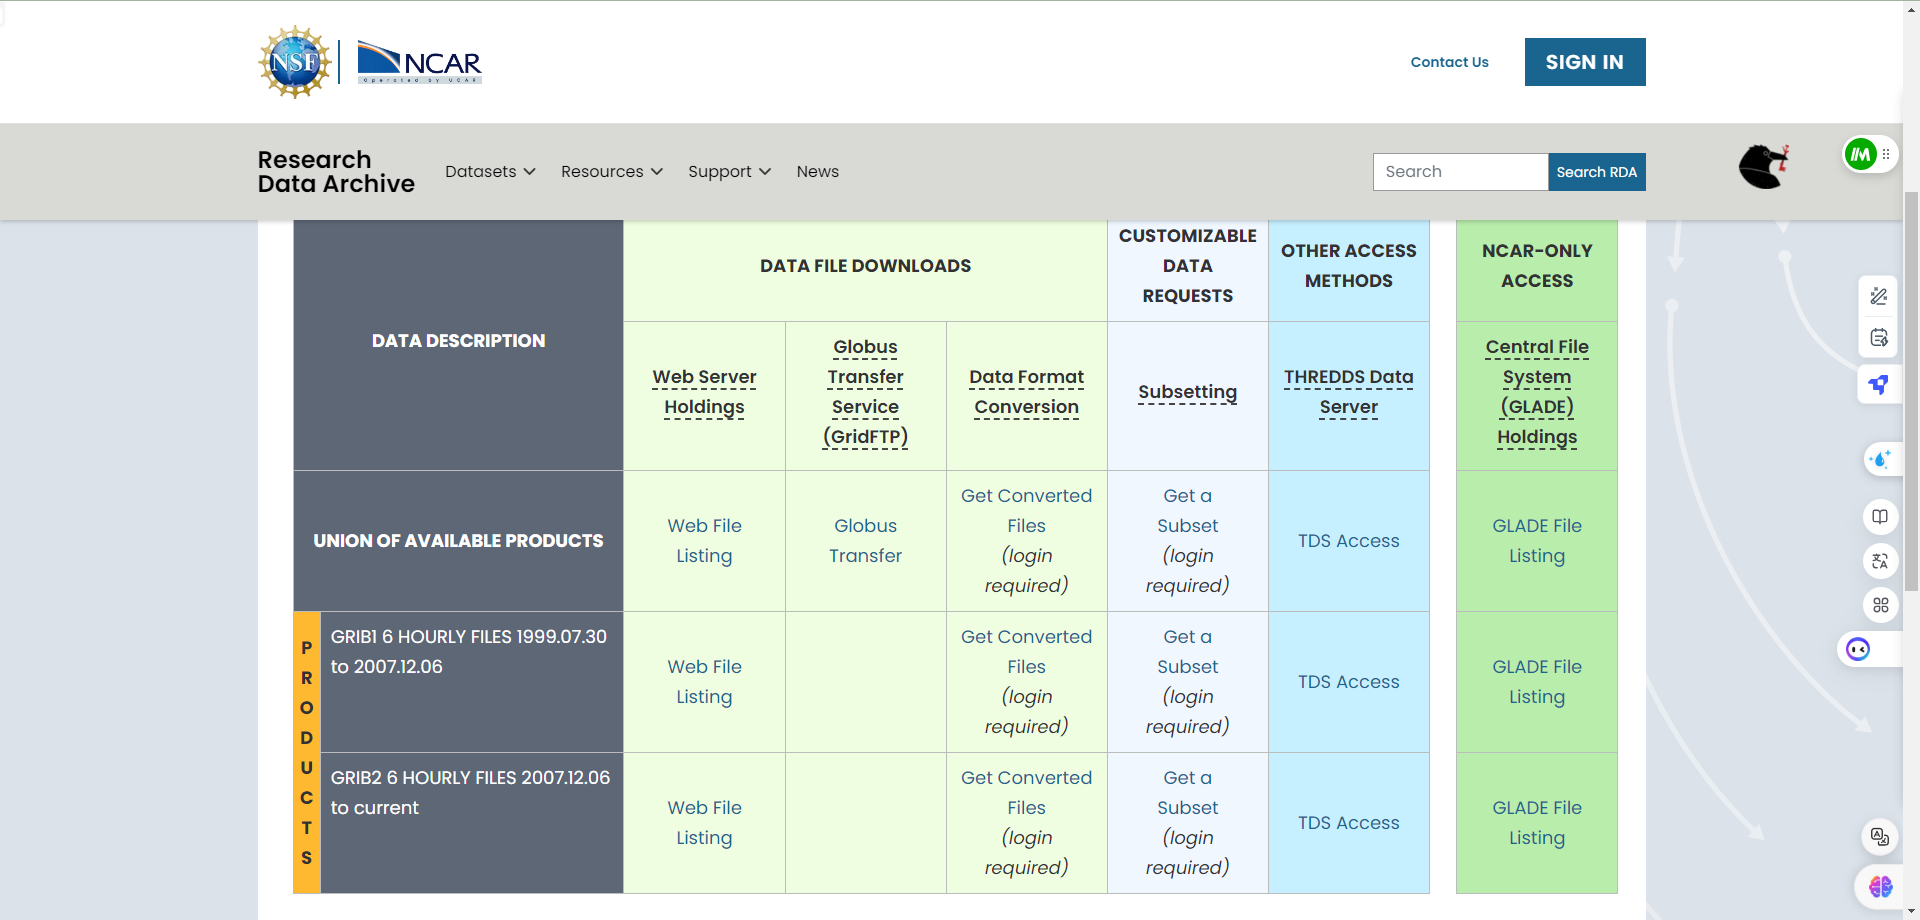 NSF
NCAR
Operated by UCAR
Contact Us
SIGN IN
Research
Data Archive
Datasets
Resources
Support
News
Search
Search RDA
DATA DESCRIPTION
DATA FILE DOWNLOADS
CUSTOMIZABLE
DATA
REQUESTS
OTHER ACCESS
METHODS
NCAR-ONLY
ACCESS
Web Server
Holdings
Globus
Transfer
Service
(GridFTP)
Data Format
Conversion
Subsetting
THREDDS Data
Server
Central File
System
(GLADE)
Holdings
UNION OF AVAILABLE PRODUCTS
Web File
Listing
Globus
Transfer
Get Converted
Files
(login
required)
Get a
Subset
(login
required)
TDS Access
GLADE File
Listing
PRODUCTS
GRIB1 6 HOURLY FILES 1999.07.30
to 2007.12.06
Web File
Listing
Get Converted
Files
(login
required)
Get a
Subset
(login
required)
TDS Access
GLADE File
Listing
GRIB2 6 HOURLY FILES 2007.12.06
to current
Web File
Listing
Get Converted
Files
(login
required)
Get a
Subset
(login
required)
TDS Access
GLADE File
Listing